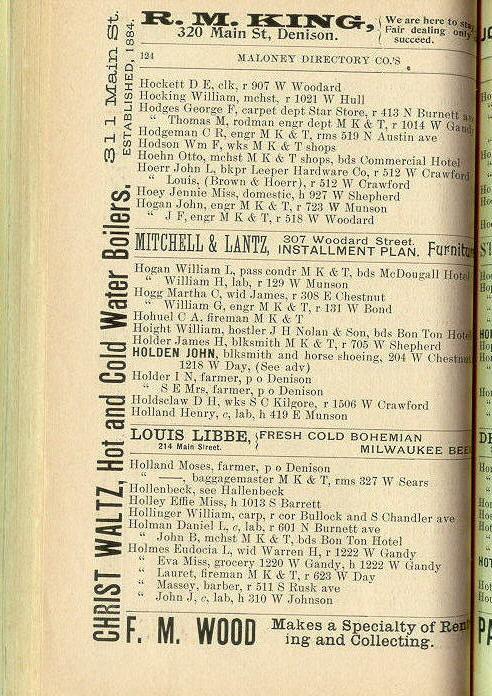 R. M. KING,
320 Main St, Denison.
We are here to stay
Fair dealing only
succeed.
311 Main St.
ESTABLISHED, 1884.
CHRIST WALTZ, Hot and Cold Water Boilers.
124 MALONEY DIRECTORY CO.'S
Hockett D E, clk, r 907 W Woodard
Hocking William, mchst, r 1021 W Hull
Hodges George F, carpet dept Star Store, r 413 N Burnett ave
" Thomas M, rodman engr dept M K & T, r 1014 W Gandy
Hodgeman C R, engr M K & T, rms 519 N Austin ave
Hodson Wm F, wks M K & T shops
Hoehn Otto, mchst M K & T shops, bds Commercial Hotel
Hoerr John L, bkpr Leeper Hardware Co, r 512 W Crawford
" Louis, (Brown & Hoerr), r 512 W Crawford
Hoey Jennie Miss, domestic, h 927 W Shepherd
Hogan John, engr M K & T, r 723 W Munson
" J F, engr M K & T, r 518 W Woodard
MITCHELL & LANTZ, 307 Woodard Street. INSTALLMENT PLAN. Furnitur
Hogan William L, pass condr M K & T, bds McDougall Hotel
" William H, lab, r 129 W Munson
Hogg Martha C, wid James, r 308 E Chestnut
" William G, engr M K & T, r 131 W Bond
Hohuel C A, fireman M K & T
Hoight William, hostler J H Nolan & Son, bds Bon Ton Hotel
Holder James H, blksmith M K & T, r 705 W Shepherd
HOLDEN JOHN, blksmith and horse shoeing, 204 W Chestnut
1218 W Day, (See adv)
Holder I N, farmer, p o Denison
" S E Mrs, farmer, p o Denison
Holdsclaw D H, wks S C Kilgore, r 1506 W Crawford
Holland Henry, c, lab, h 419 E Munson
LOUIS LIBBE, FRESH COLD BOHEMIAN
214 Main Street. MILWAUKEE BEE
Holland Moses, farmer, p o Denison
" ——, baggagemaster M K & T, rms 327 W Sears
Hollenbeck, see Hallenbeck
Holley Effie Miss, h 1013 S Barrett
Hollinger William, carp, r cor Bullock and S Chandler ave
Holman Daniel L, c, lab, r 601 N Burnett ave
" John B, mchst M K & T, bds Bon Ton Hotel
Holmes Eudocia L, wid Warren H, r 1222 W Gandy
" Eva Miss, grocery 1220 W Gandy, h 1222 W Gandy
" Lauret, fireman M K & T, r 623 W Day
" Massey, barber, r 511 S Rusk ave
" John J, c, lab, h 310 W Johnson
F. M. WOOD Makes a Specialty of Rent
ing and Collecting.